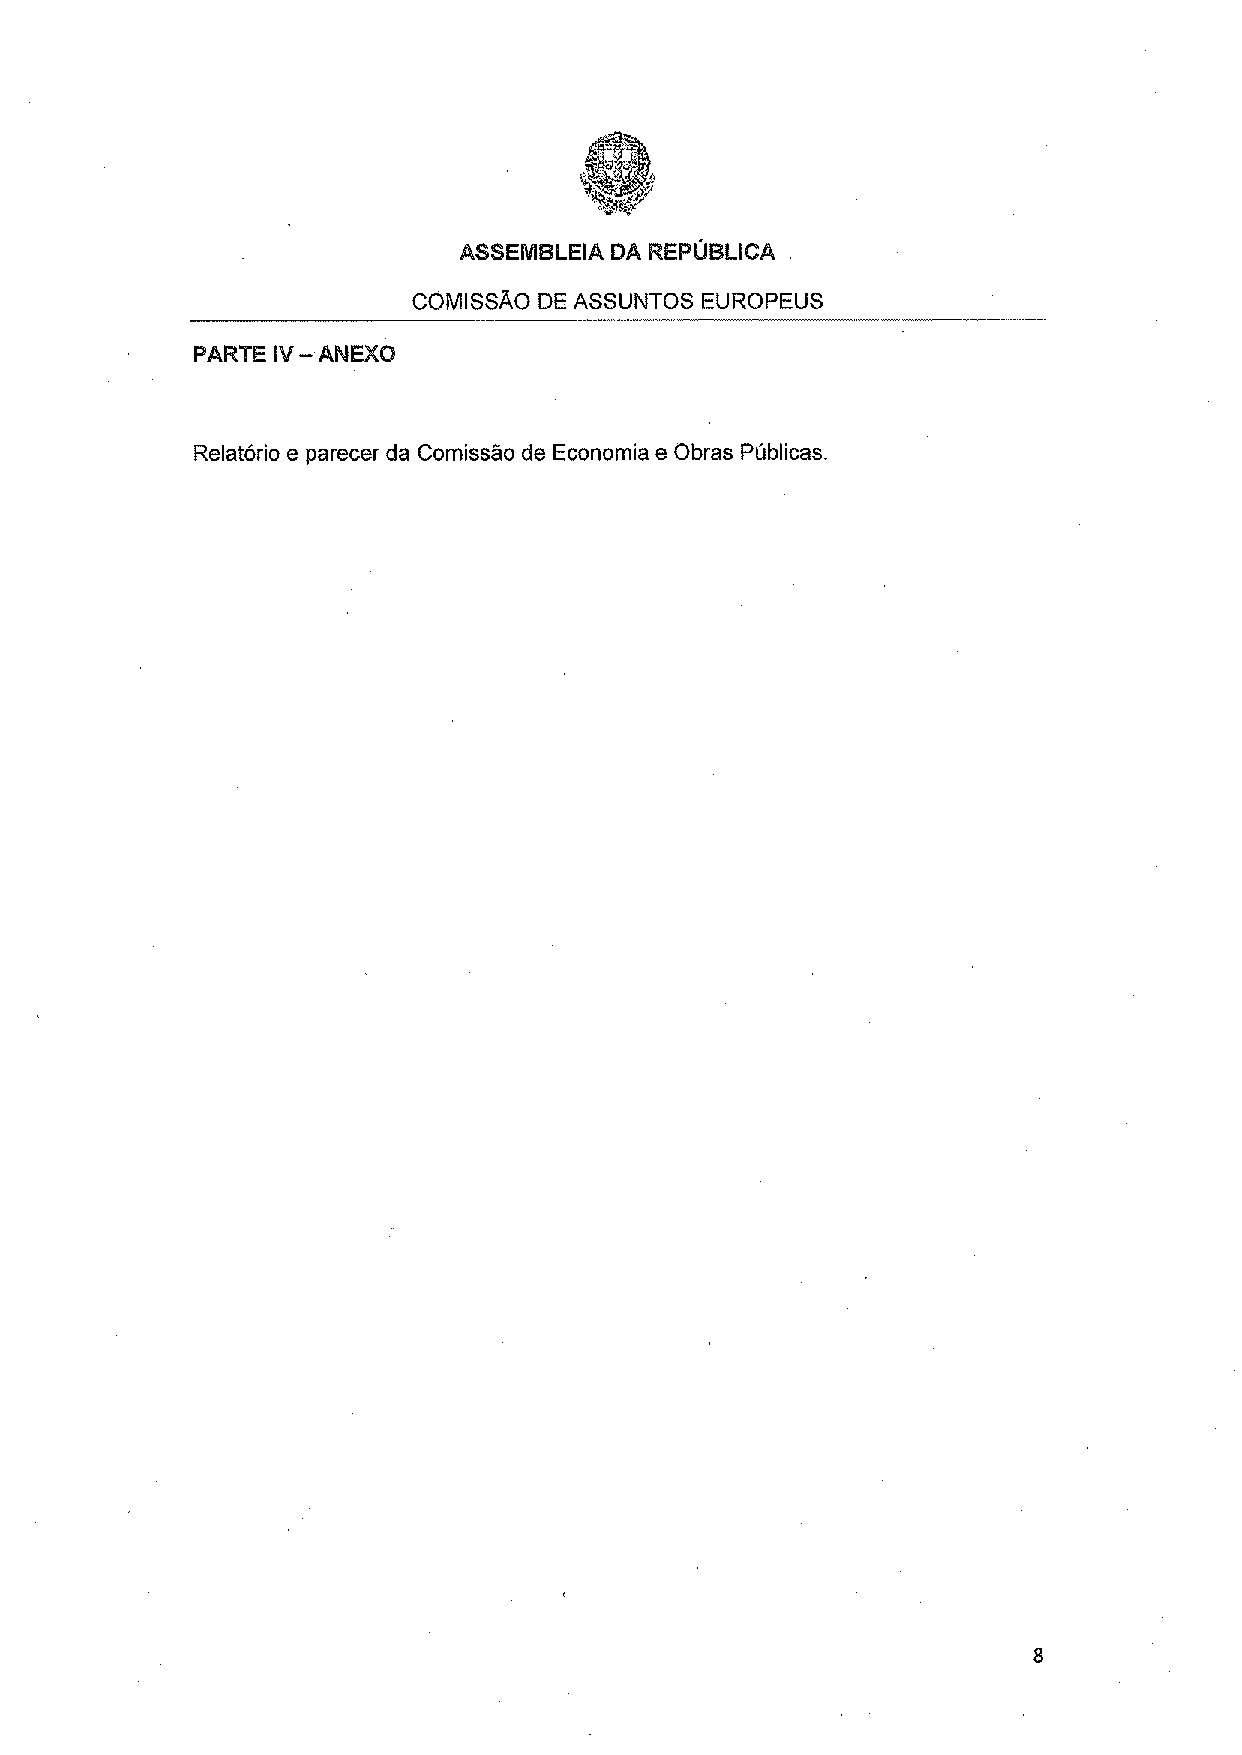 ASSEMBLEIA DA REPÚBLICA
COMISSÃO DE ASSUNTOS EUROPEUS
PARTE IV – ANEXO
Relatório e parecer da Comissão de Economia e Obras Públicas.
8